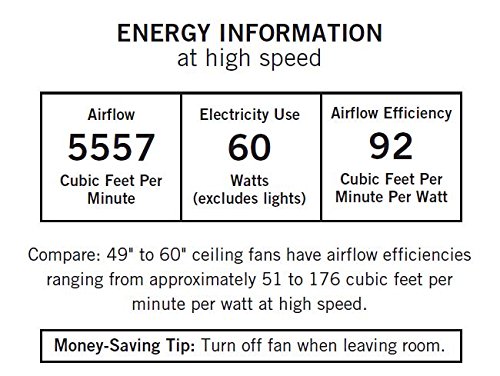 ENERGY INFORMATION
at high speed
Airflow
5557
Cubic Feet Per
Minute
Electricity Use
60
Watts
(excludes lights)
Airflow Efficiency
92
Cubic Feet Per
Minute Per Watt
Compare: 49" to 60" ceiling fans have airflow efficiencies
ranging from approximately 51 to 176 cubic feet per
minute per watt at high speed.
Money-Saving Tip: Turn off fan when leaving room.